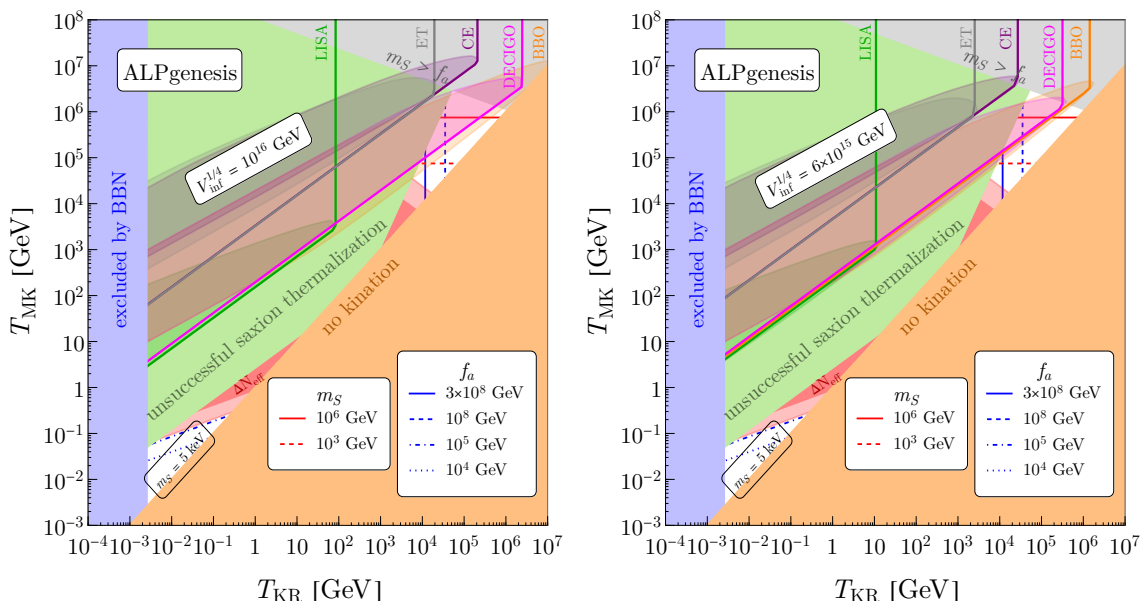 ALPgenesis
LISA
ET
CE
DECIGO
BBO
m_S > f_a
V_inf^{1/4} = 10^16 GeV
excluded by BBN
unsuccessful saxion thermalization
no kination
ΔN_eff
m_S = 5 keV
m_S
10^6 GeV
10^3 GeV
f_a
3×10^8 GeV
10^8 GeV
10^5 GeV
10^4 GeV
T_MK [GeV]
10^8
10^7
10^6
10^5
10^4
10^3
10^2
10
1
10^-1
10^-2
10^-3
10^-4 10^-3 10^-2 10^-1 1 10 10^2 10^3 10^4 10^5 10^6 10^7
T_KR [GeV]
ALPgenesis
LISA
ET
CE
DECIGO
BBO
m_S > f_a
V_inf^{1/4} = 6×10^15 GeV
excluded by BBN
unsuccessful saxion thermalization
no kination
ΔN_eff
m_S = 5 keV
m_S
10^6 GeV
10^3 GeV
f_a
3×10^8 GeV
10^8 GeV
10^5 GeV
10^4 GeV
T_MK [GeV]
10^8
10^7
10^6
10^5
10^4
10^3
10^2
10
1
10^-1
10^-2
10^-3
10^-4 10^-3 10^-2 10^-1 1 10 10^2 10^3 10^4 10^5 10^6 10^7
T_KR [GeV]